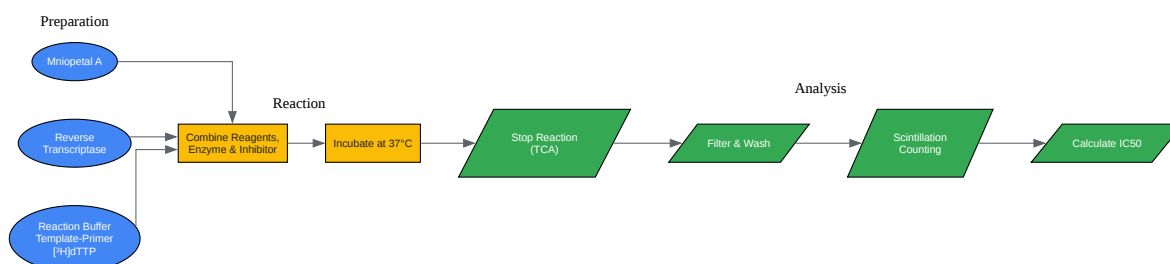 Preparation
Mniopetal A
Reaction
Analysis
Reverse
Transcriptase
Combine Reagents,
Enzyme & Inhibitor
Incubate at 37°C
Stop Reaction
(TCA)
Filter & Wash
Scintillation
Counting
Calculate IC50
Reaction Buffer
Template-Primer
[³H]dTTP